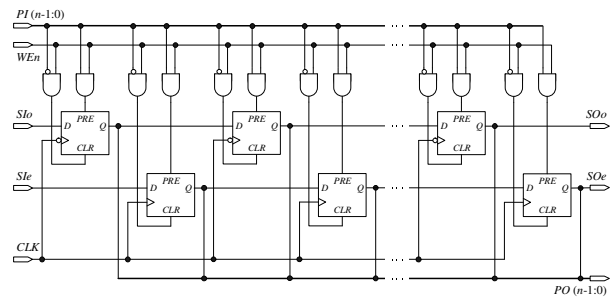 PI (n-1:0)
WEn
SIo
D PRE Q
CLR
D PRE Q
CLR
D PRE Q
CLR
SOo
SIe
D PRE Q
CLR
D PRE Q
CLR
D PRE Q
CLR
SOe
CLK
PO (n-1:0)